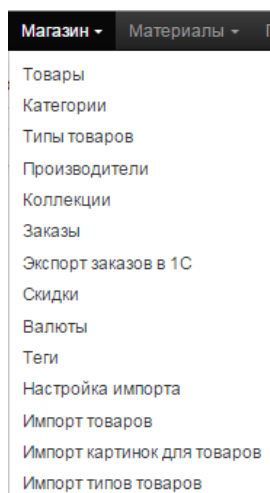 Магазин Материалы
Товары
Категории
Типы товаров
Производители
Коллекции
Заказы
Экспорт заказов в 1С
Скидки
Валюты
Теги
Настройка импорта
Импорт товаров
Импорт картинок для товаров
Импорт типов товаров